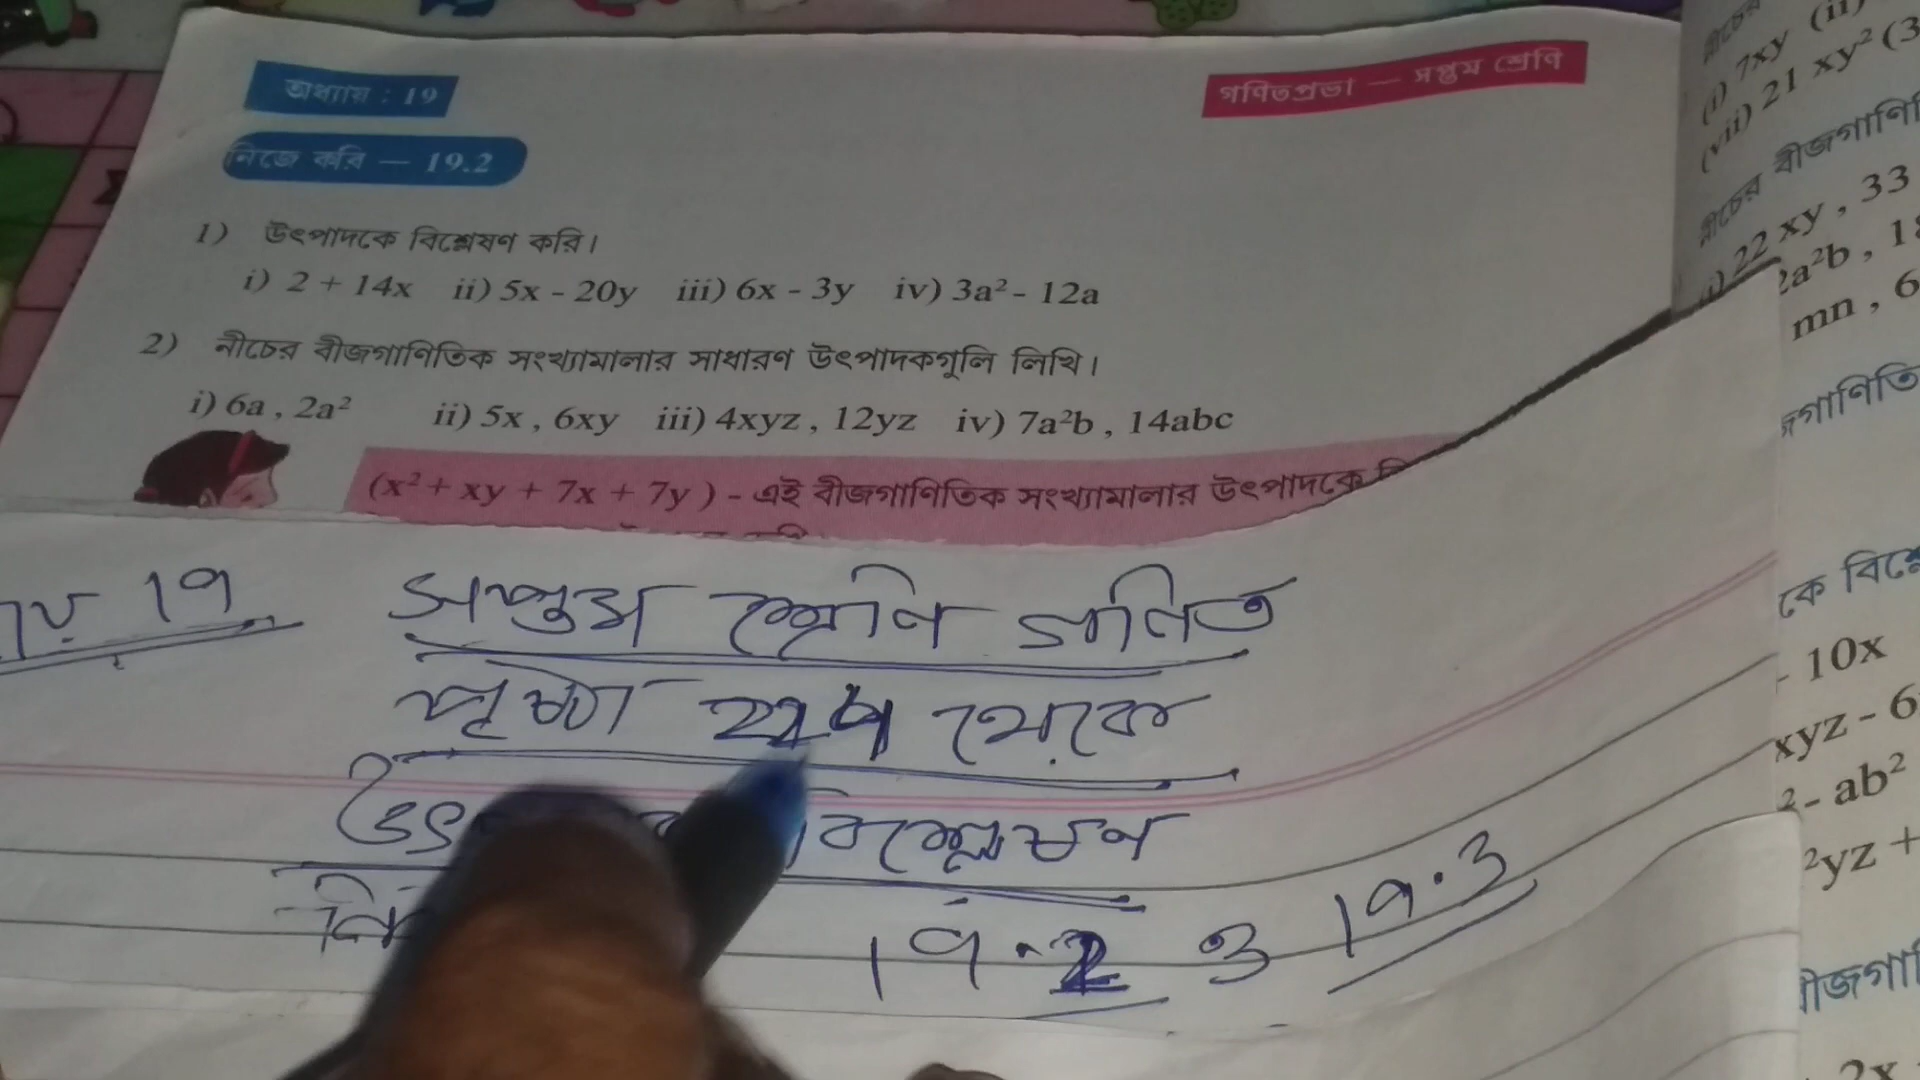 অধ্যায় : 19
গণিতপ্রভা — সপ্তম শ্রেণি
নিজে করি — 19.2
1) উৎপাদকে বিশ্লেষণ করি।
i) 2 + 14x ii) 5x - 20y iii) 6x - 3y iv) 3a² - 12a
2) নীচের বীজগাণিতিক সংখ্যামালার সাধারণ উৎপাদকগুলি লিখি।
i) 6a , 2a² ii) 5x , 6xy iii) 4xyz , 12yz iv) 7a²b , 14abc
(x² + xy + 7x + 7y ) - এই বীজগাণিতিক সংখ্যামালার উৎপাদকে
19 সপ্তম শ্রেণি গণিত
পৃষ্ঠা থেকে
বিশ্লেষণ
19.2 ও 19.3
(i) 7xy (ii)
(vii) 21 xy² (3
নীচের বীজগাণি
i) 22 xy , 33
2a²b , 1
mn , 6
জগাণিতি
কে বিশ্লে
- 10x
xyz - 6
² - ab²
²yz +
বীজগা
2x